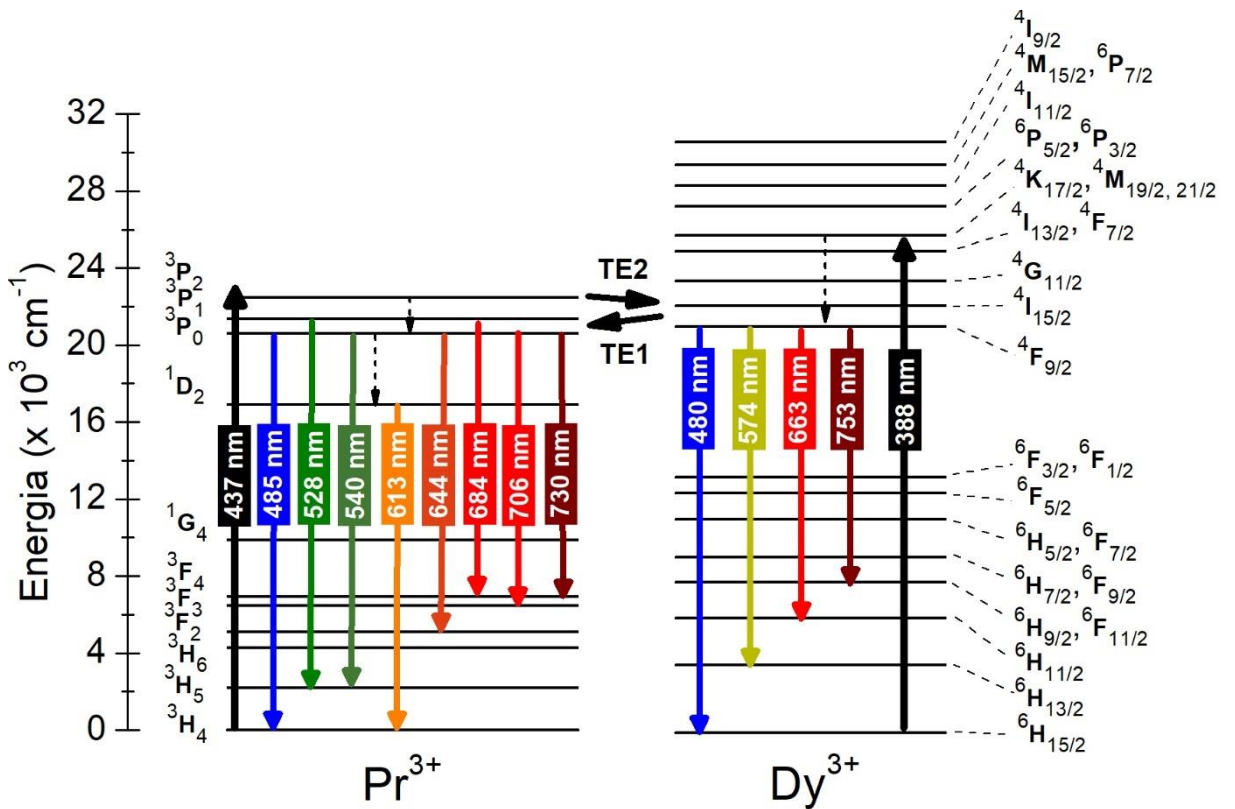 Energia (x 10³ cm⁻¹)
32
28
24
20
16
12
8
4
0
³P₂
³P₁
³P₀
¹D₂
¹G₄
³F₄
³F₃
³F₂
³H₆
³H₅
³H₄
437 nm
485 nm
528 nm
540 nm
613 nm
644 nm
684 nm
706 nm
730 nm
Pr³⁺
TE2
TE1
480 nm
574 nm
663 nm
753 nm
388 nm
Dy³⁺
⁴I₉/₂
⁴M₁₅/₂, ⁶P₇/₂
⁴I₁₁/₂
⁶P₅/₂, ⁶P₃/₂
⁴K₁₇/₂, ⁴M₁₉/₂, ₂₁/₂
⁴I₁₃/₂, ⁴F₇/₂
⁴G₁₁/₂
⁴I₁₅/₂
⁴F₉/₂
⁶F₃/₂, ⁶F₁/₂
⁶F₅/₂
⁶H₅/₂, ⁶F₇/₂
⁶H₇/₂, ⁶F₉/₂
⁶H₉/₂, ⁶F₁₁/₂
⁶H₁₁/₂
⁶H₁₃/₂
⁶H₁₅/₂